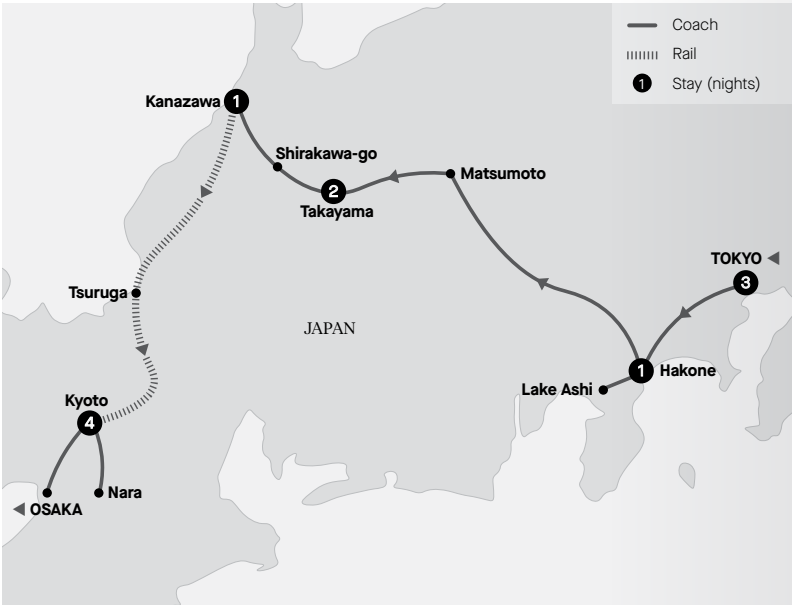 Coach
Rail
1 Stay (nights)
Kanazawa 1
Shirakawa-go
2
Takayama
Matsumoto
TOKYO
3
Tsuruga
JAPAN
1 Hakone
Lake Ashi
Kyoto
4
Nara
OSAKA